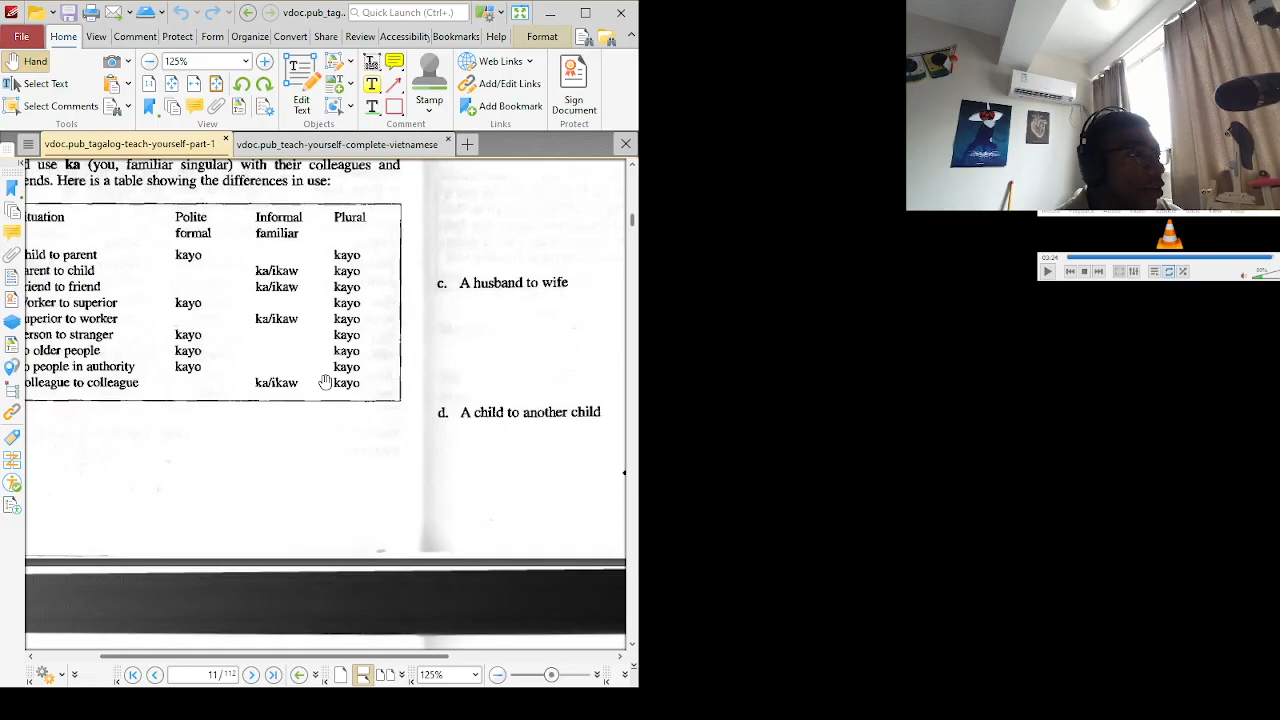 vdoc.pub_tag..
Quick Launch (Ctrl+.)
File
Home
View
Comment
Protect
Form
Organize
Convert
Share
Review
Accessibility
Bookmarks
Help
Format
Hand
Select Text
Select Comments
Tools
125%
View
Edit
Text
Objects
Stamp
Comment
Web Links
Add/Edit Links
Add Bookmark
Links
Sign
Document
Protect
vdoc.pub_tagalog-teach-yourself-part-1
vdoc.pub_teach-yourself_complete-vietnamese
use ka (you, familiar singular) with their colleagues and
ends. Here is a table showing the differences in use:
ituation Polite Informal Plural
formal familiar
hild to parent kayo kayo
arent to child ka/ikaw kayo
riend to friend ka/ikaw kayo
orker to superior kayo kayo
uperior to worker ka/ikaw kayo
erson to stranger kayo kayo
o older people kayo kayo
o people in authority kayo kayo
olleague to colleague ka/ikaw kayo
c. A husband to wife
d. A child to another child
11 / 112
125%
03:24